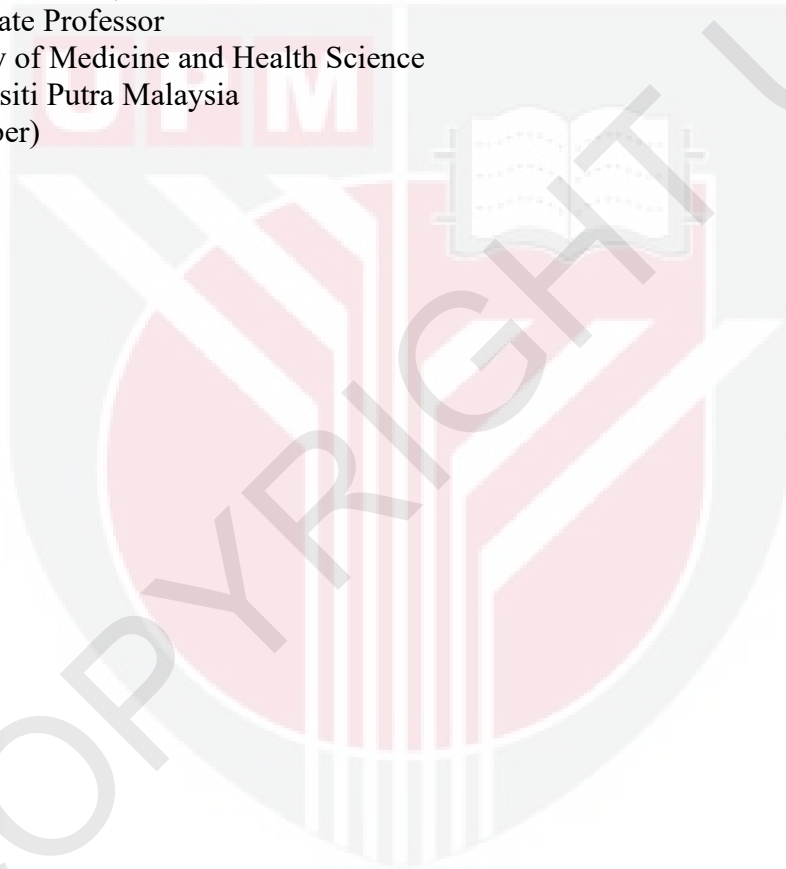 ate Professor
y of Medicine and Health Science
siti Putra Malaysia
ber)
UPM
COPYRIGHT U